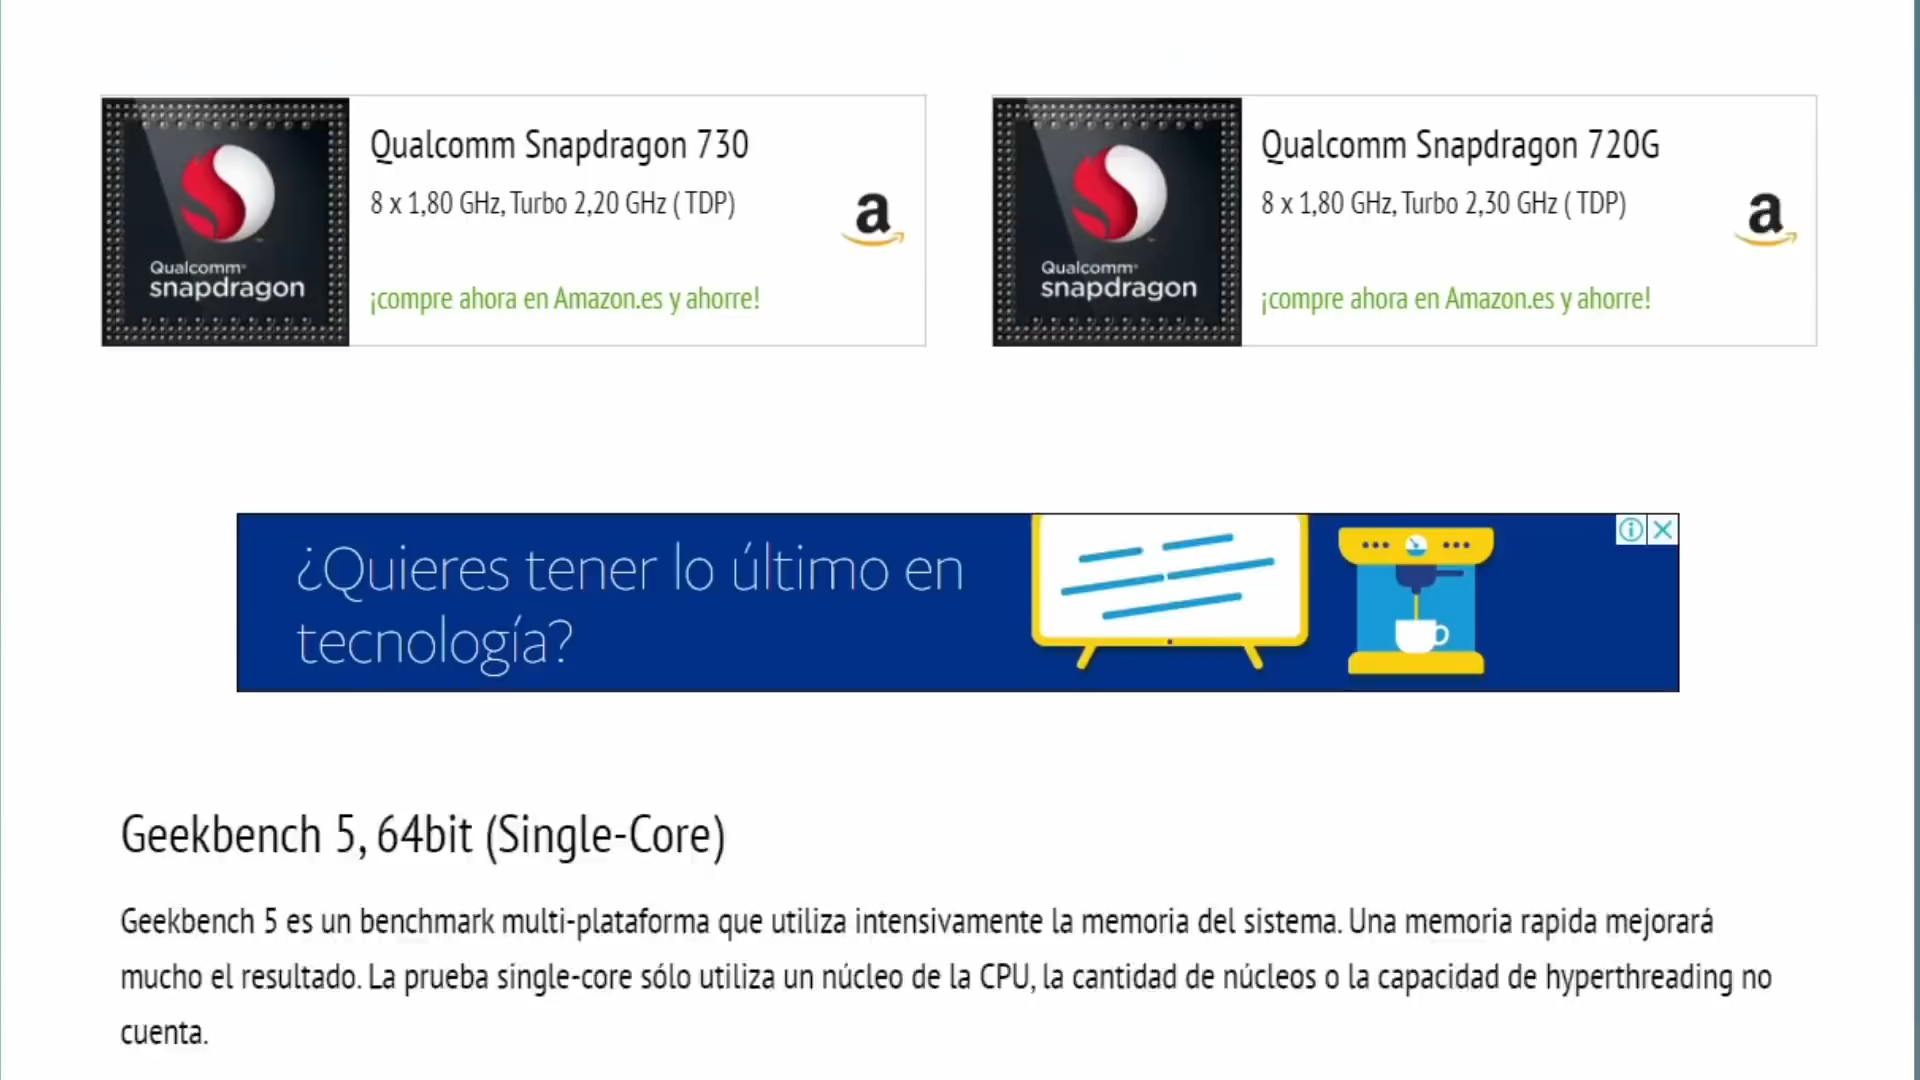 Qualcomm Snapdragon 730
8 x 1,80 GHz, Turbo 2,20 GHz ( TDP)
Qualcomm
snapdragon
¡compre ahora en Amazon.es y ahorre!
Qualcomm Snapdragon 720G
8 x 1,80 GHz, Turbo 2,30 GHz ( TDP)
Qualcomm
snapdragon
¡compre ahora en Amazon.es y ahorre!
¿Quieres tener lo último en
tecnología?
Geekbench 5, 64bit (Single-Core)
Geekbench 5 es un benchmark multi-plataforma que utiliza intensivamente la memoria del sistema. Una memoria rapida mejorará
mucho el resultado. La prueba single-core sólo utiliza un núcleo de la CPU, la cantidad de núcleos o la capacidad de hyperthreading no
cuenta.